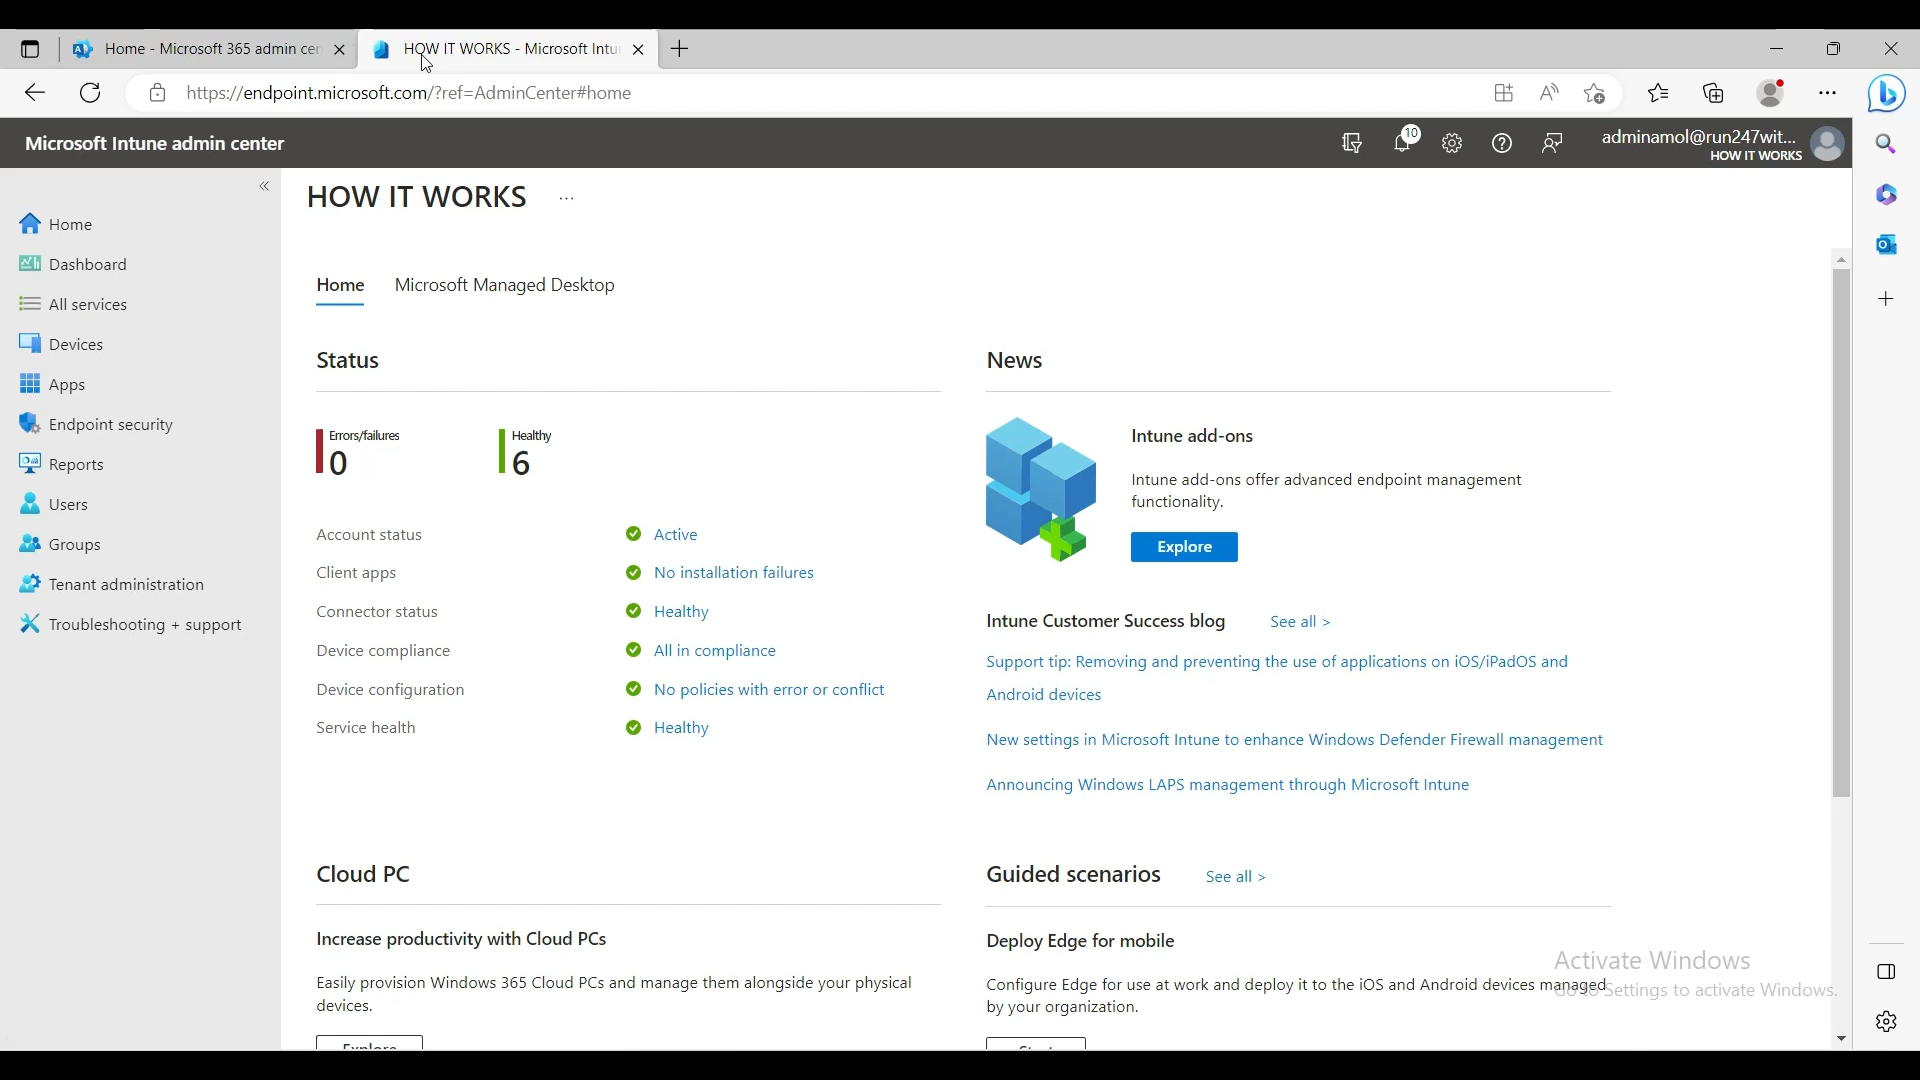 Home - Microsoft 365 admin cen
HOW IT WORKS - Microsoft Intu
https://endpoint.microsoft.com/?ref=AdminCenter#home
Microsoft Intune admin center
10
adminamol@run247wit...
HOW IT WORKS
Home
Dashboard
All services
Devices
Apps
Endpoint security
Reports
Users
Groups
Tenant administration
Troubleshooting + support
HOW IT WORKS ...
Home Microsoft Managed Desktop
Status
Errors/failures
0
Healthy
6
Account status Active
Client apps No installation failures
Connector status Healthy
Device compliance All in compliance
Device configuration No policies with error or conflict
Service health Healthy
News
Intune add-ons
Intune add-ons offer advanced endpoint management
functionality.
Explore
Intune Customer Success blog See all >
Support tip: Removing and preventing the use of applications on iOS/iPadOS and
Android devices
New settings in Microsoft Intune to enhance Windows Defender Firewall management
Announcing Windows LAPS management through Microsoft Intune
Cloud PC
Increase productivity with Cloud PCs
Easily provision Windows 365 Cloud PCs and manage them alongside your physical
devices.
Explore
Guided scenarios See all >
Deploy Edge for mobile
Configure Edge for use at work and deploy it to the iOS and Android devices managed
by your organization.
Activate Windows
Go to Settings to activate Windows.